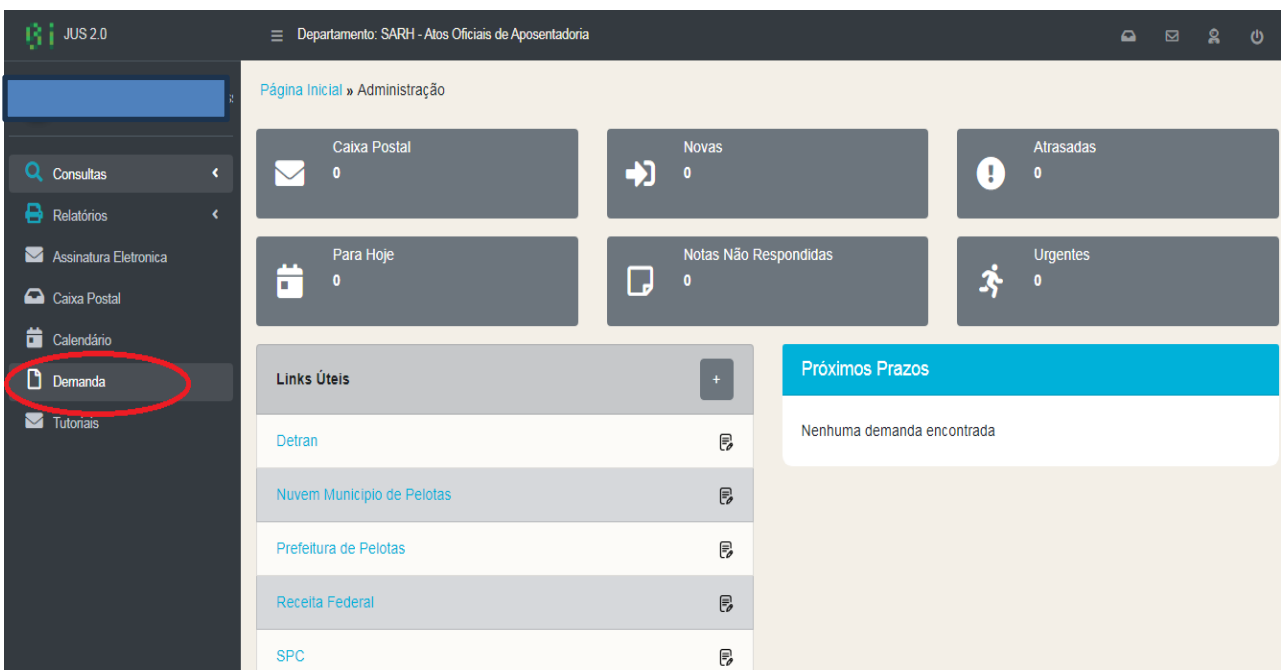 JUS 2.0
Departamento: SARH - Atos Oficiais de Aposentadoria
Página Inicial » Administração
Consultas
Relatórios
Assinatura Eletronica
Caixa Postal
Calendário
Demanda
Tutoriais
Caixa Postal
0
Novas
0
Atrasadas
0
Para Hoje
0
Notas Não Respondidas
0
Urgentes
0
Links Úteis
+
Detran
Nuvem Municipio de Pelotas
Prefeitura de Pelotas
Receita Federal
SPC
Próximos Prazos
Nenhuma demanda encontrada